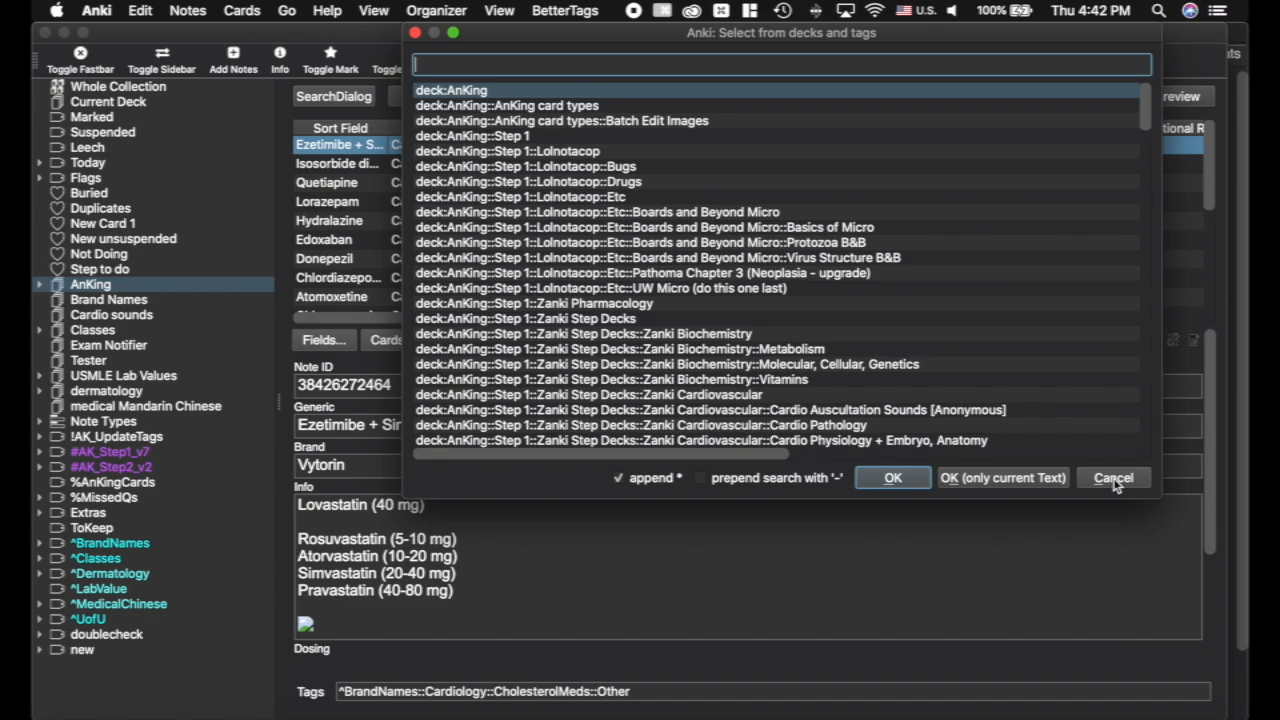 Anki Edit Notes Cards Go Help View Organizer View BetterTags U.S. 100% Thu 4:42 PM
Anki: Select from decks and tags
Toggle Fastbar Toggle Sidebar Add Notes Info Toggle Mark
Whole Collection
Current Deck
Marked
Suspended
Leech
Today
Flags
Buried
Duplicates
New Card 1
New unsuspended
Not Doing
Step to do
AnKing
Brand Names
Cardio sounds
Classes
Exam Notifier
Tester
USMLE Lab Values
dermatology
medical Mandarin Chinese
Note Types
!AK_UpdateTags
#AK_Step1_v7
#AK_Step2_v2
%AnKingCards
%MissedQs
Extras
ToKeep
^BrandNames
^Classes
^Dermatology
^LabValue
^MedicalChinese
^UofU
doublecheck
new
SearchDialog
Sort Field
Ezetimibe + S...
Isosorbide di...
Quetiapine
Lorazepam
Hydralazine
Edoxaban
Donepezil
Chlordiazepo...
Atomoxetine
deck:AnKing
deck:AnKing::AnKing card types
deck:AnKing::AnKing card types::Batch Edit Images
deck:AnKing::Step 1
deck:AnKing::Step 1::Lolnotacop
deck:AnKing::Step 1::Lolnotacop::Bugs
deck:AnKing::Step 1::Lolnotacop::Drugs
deck:AnKing::Step 1::Lolnotacop::Etc
deck:AnKing::Step 1::Lolnotacop::Etc::Boards and Beyond Micro
deck:AnKing::Step 1::Lolnotacop::Etc::Boards and Beyond Micro::Basics of Micro
deck:AnKing::Step 1::Lolnotacop::Etc::Boards and Beyond Micro::Protozoa B&B
deck:AnKing::Step 1::Lolnotacop::Etc::Boards and Beyond Micro::Virus Structure B&B
deck:AnKing::Step 1::Lolnotacop::Etc::Pathoma Chapter 3 (Neoplasia - upgrade)
deck:AnKing::Step 1::Lolnotacop::Etc::UW Micro (do this one last)
deck:AnKing::Step 1::Zanki Pharmacology
deck:AnKing::Step 1::Zanki Step Decks
deck:AnKing::Step 1::Zanki Step Decks::Zanki Biochemistry
deck:AnKing::Step 1::Zanki Step Decks::Zanki Biochemistry::Metabolism
deck:AnKing::Step 1::Zanki Step Decks::Zanki Biochemistry::Molecular, Cellular, Genetics
deck:AnKing::Step 1::Zanki Step Decks::Zanki Biochemistry::Vitamins
deck:AnKing::Step 1::Zanki Step Decks::Zanki Cardiovascular
deck:AnKing::Step 1::Zanki Step Decks::Zanki Cardiovascular::Cardio Auscultation Sounds [Anonymous]
deck:AnKing::Step 1::Zanki Step Decks::Zanki Cardiovascular::Cardio Pathology
deck:AnKing::Step 1::Zanki Step Decks::Zanki Cardiovascular::Cardio Physiology + Embryo, Anatomy
append * prepend search with '-' OK OK (only current Text) Cancel
Fields... Cards
Note ID
38426272464
Generic
Ezetimibe + Sir
Brand
Vytorin
Info
Lovastatin (40 mg)
Rosuvastatin (5-10 mg)
Atorvastatin (10-20 mg)
Simvastatin (20-40 mg)
Pravastatin (40-80 mg)
Dosing
Tags ^BrandNames::Cardiology::CholesterolMeds::Other